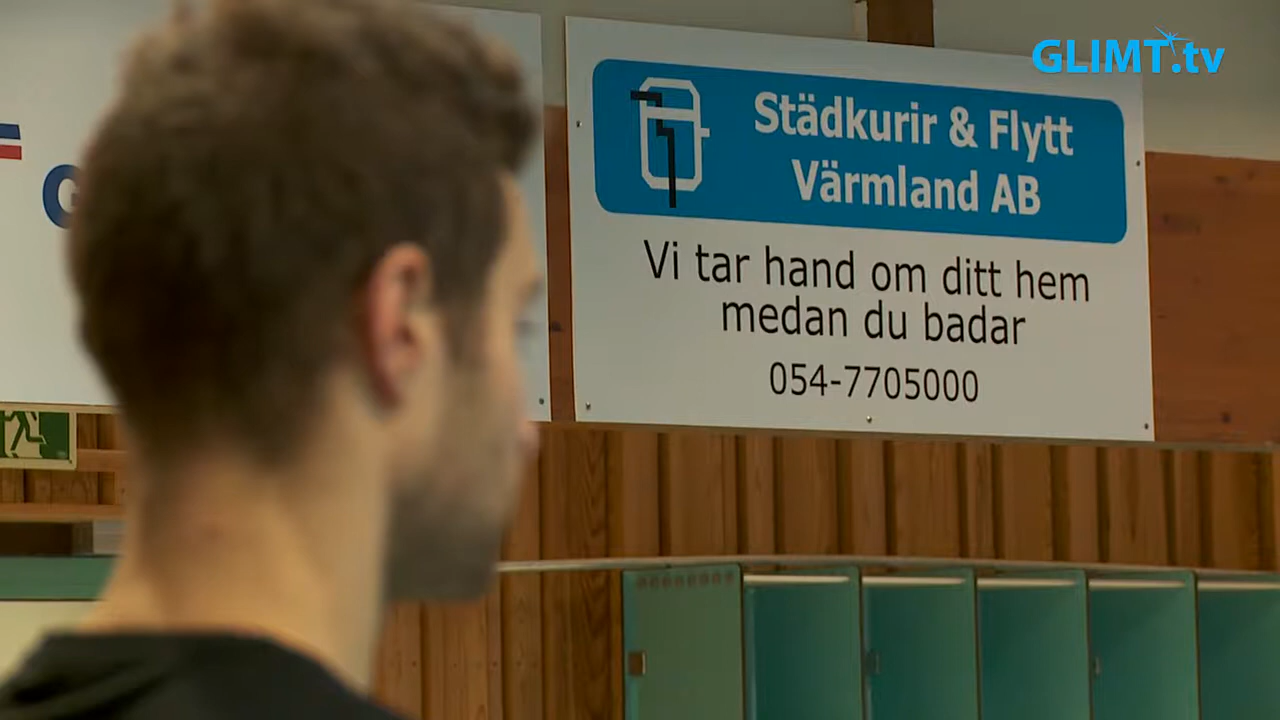 GLIMT.tv
G
Städkurir & Flytt
Värmland AB
Vi tar hand om ditt hem
medan du badar
054-7705000